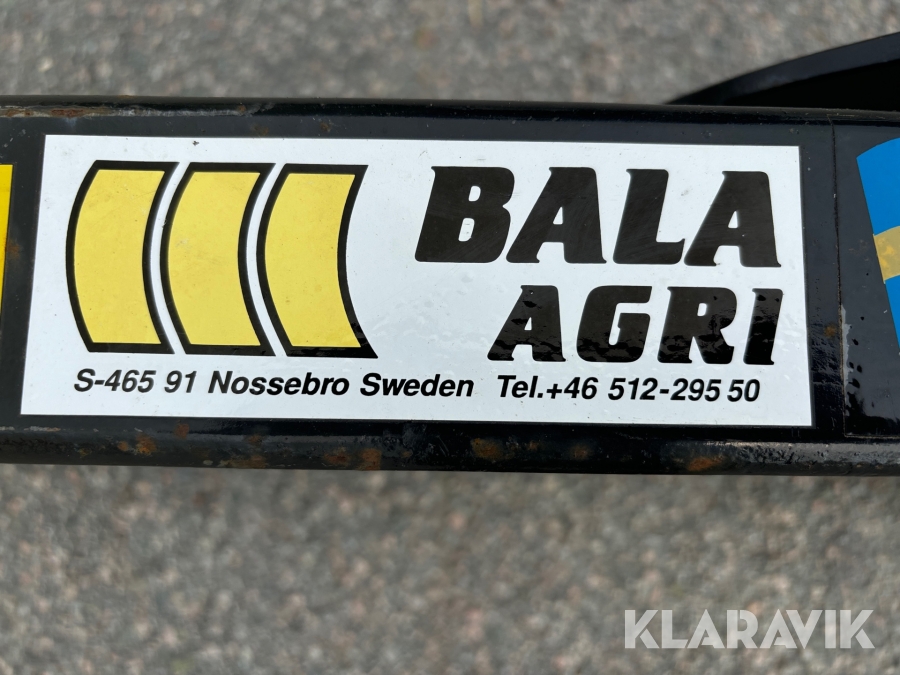 BALA
AGRI
S-465 91 Nossebro Sweden Tel.+46 512-295 50
KLARAVIK